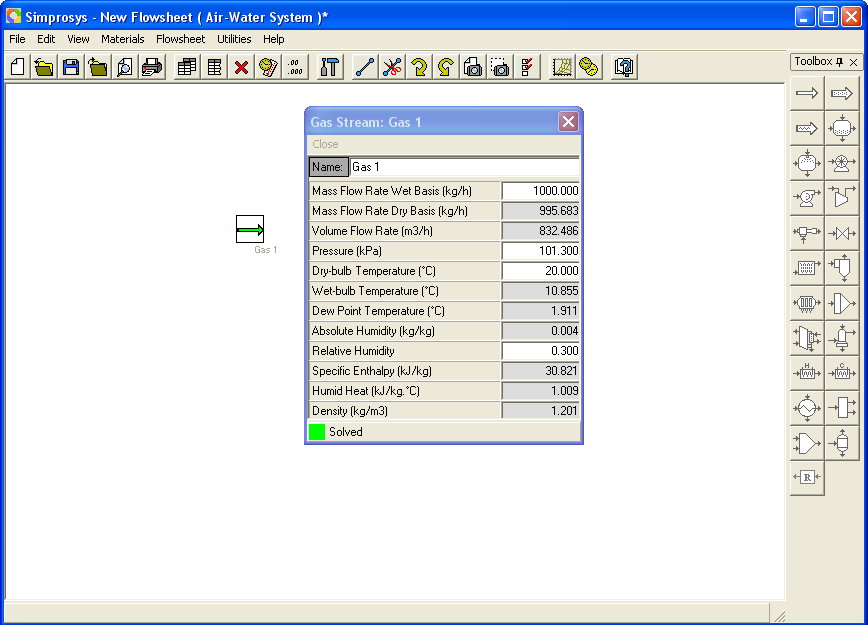 Simprosys - New Flowsheet ( Air-Water System )*
File Edit View Materials Flowsheet Utilities Help
.00
.000
Toolbox
Gas Stream: Gas 1
Close
Name: Gas 1
Mass Flow Rate Wet Basis (kg/h) 1000.000
Mass Flow Rate Dry Basis (kg/h) 995.683
Volume Flow Rate (m3/h) 832.486
Pressure (kPa) 101.300
Dry-bulb Temperature (°C) 20.000
Wet-bulb Temperature (°C) 10.855
Dew Point Temperature (°C) 1.911
Absolute Humidity (kg/kg) 0.004
Relative Humidity 0.300
Specific Enthalpy (kJ/kg) 30.821
Humid Heat (kJ/kg.°C) 1.009
Density (kg/m3) 1.201
Solved
Gas 1
H
C
R